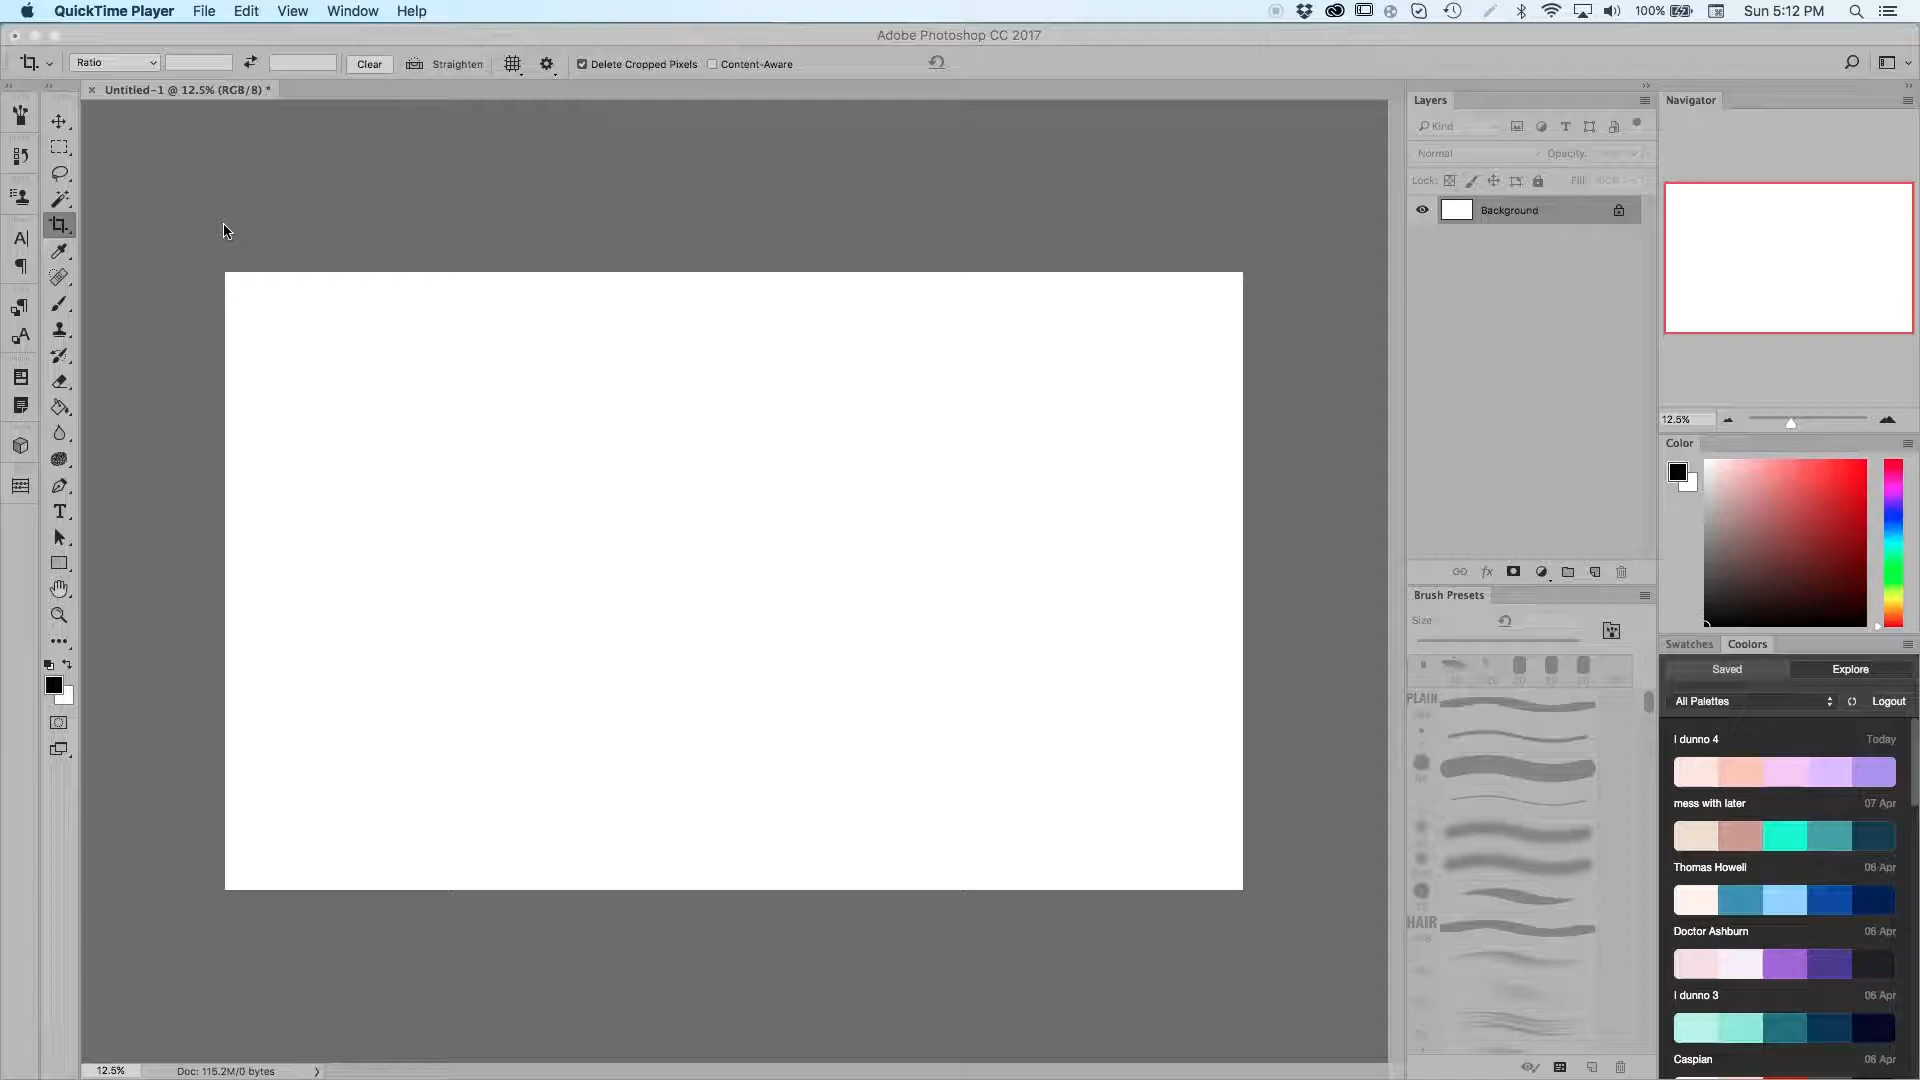 QuickTime Player File Edit View Window Help 100% Sun 5:12 PM
Adobe Photoshop CC 2017
Ratio Clear Straighten Delete Cropped Pixels Content-Aware
Untitled-1 @ 12.5% (RGB/8) *
Layers
Kind
Normal Opacity:
Lock: Fill
Background
Navigator
12.5%
Color
Brush Presets
Size
PLAIN
HAIR
Swatches Coolors
Saved Explore
All Palettes Logout
I dunno 4 Today
mess with later 07 Apr
Thomas Howell 06 Apr
Doctor Ashburn 06 Apr
I dunno 3 06 Apr
Caspian 06 Apr
12.5% Doc: 115.2M/0 bytes